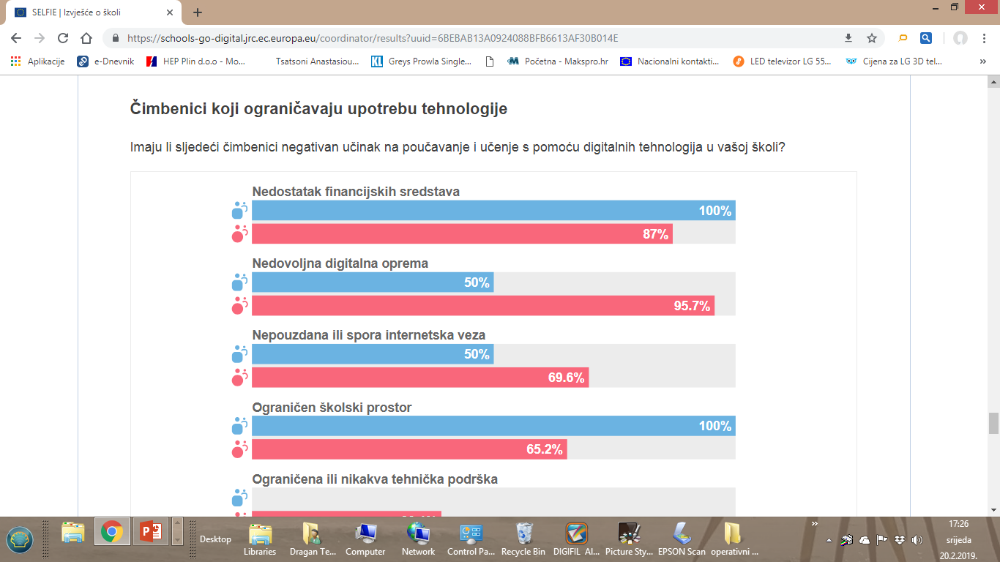 SELFIE | Izvješće o školi
https://schools-go-digital.jrc.ec.europa.eu/coordinator/results?uuid=6BEBAB13A0924088BFB6613AF30B014E
Aplikacije e-Dnevnik HEP Plin d.o.o - Mo... Tsatsoni Anastasiou... KL Greys Prowla Single... Početna - Makspro.hr Nacionalni kontakti... LED televizor LG 55... Cijena za LG 3D tel... »
Čimbenici koji ograničavaju upotrebu tehnologije
Imaju li sljedeći čimbenici negativan učinak na poučavanje i učenje s pomoću digitalnih tehnologija u vašoj školi?
Nedostatak financijskih sredstava
100%
87%
Nedovoljna digitalna oprema
50%
95.7%
Nepouzdana ili spora internetska veza
50%
69.6%
Ograničen školski prostor
100%
65.2%
Ograničena ili nikakva tehnička podrška
Desktop
Libraries
Dragan Te...
Computer
Network
Control Pa...
Recycle Bin
DIGIFIL Al...
Picture Sty...
EPSON Scan
operativni ...
»
17:26
srijeda
20.2.2019.